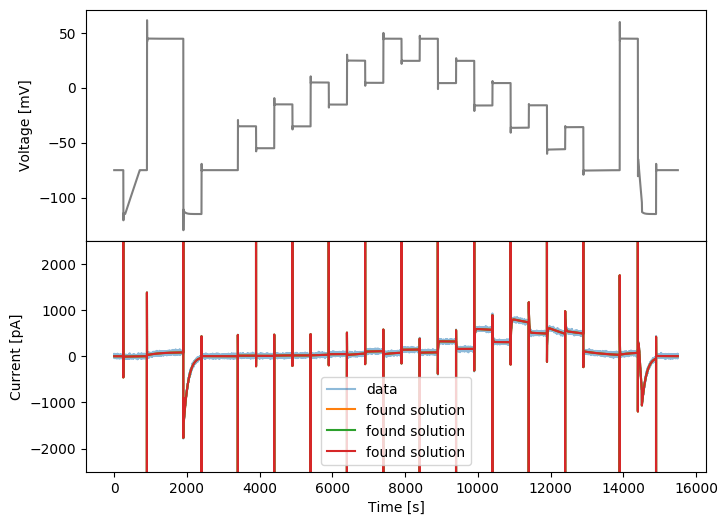 50
0
−50
−100
Voltage [mV]
2000
1000
0
−1000
−2000
Current [pA]
data
found solution
found solution
found solution
0 2000 4000 6000 8000 10000 12000 14000 16000
Time [s]